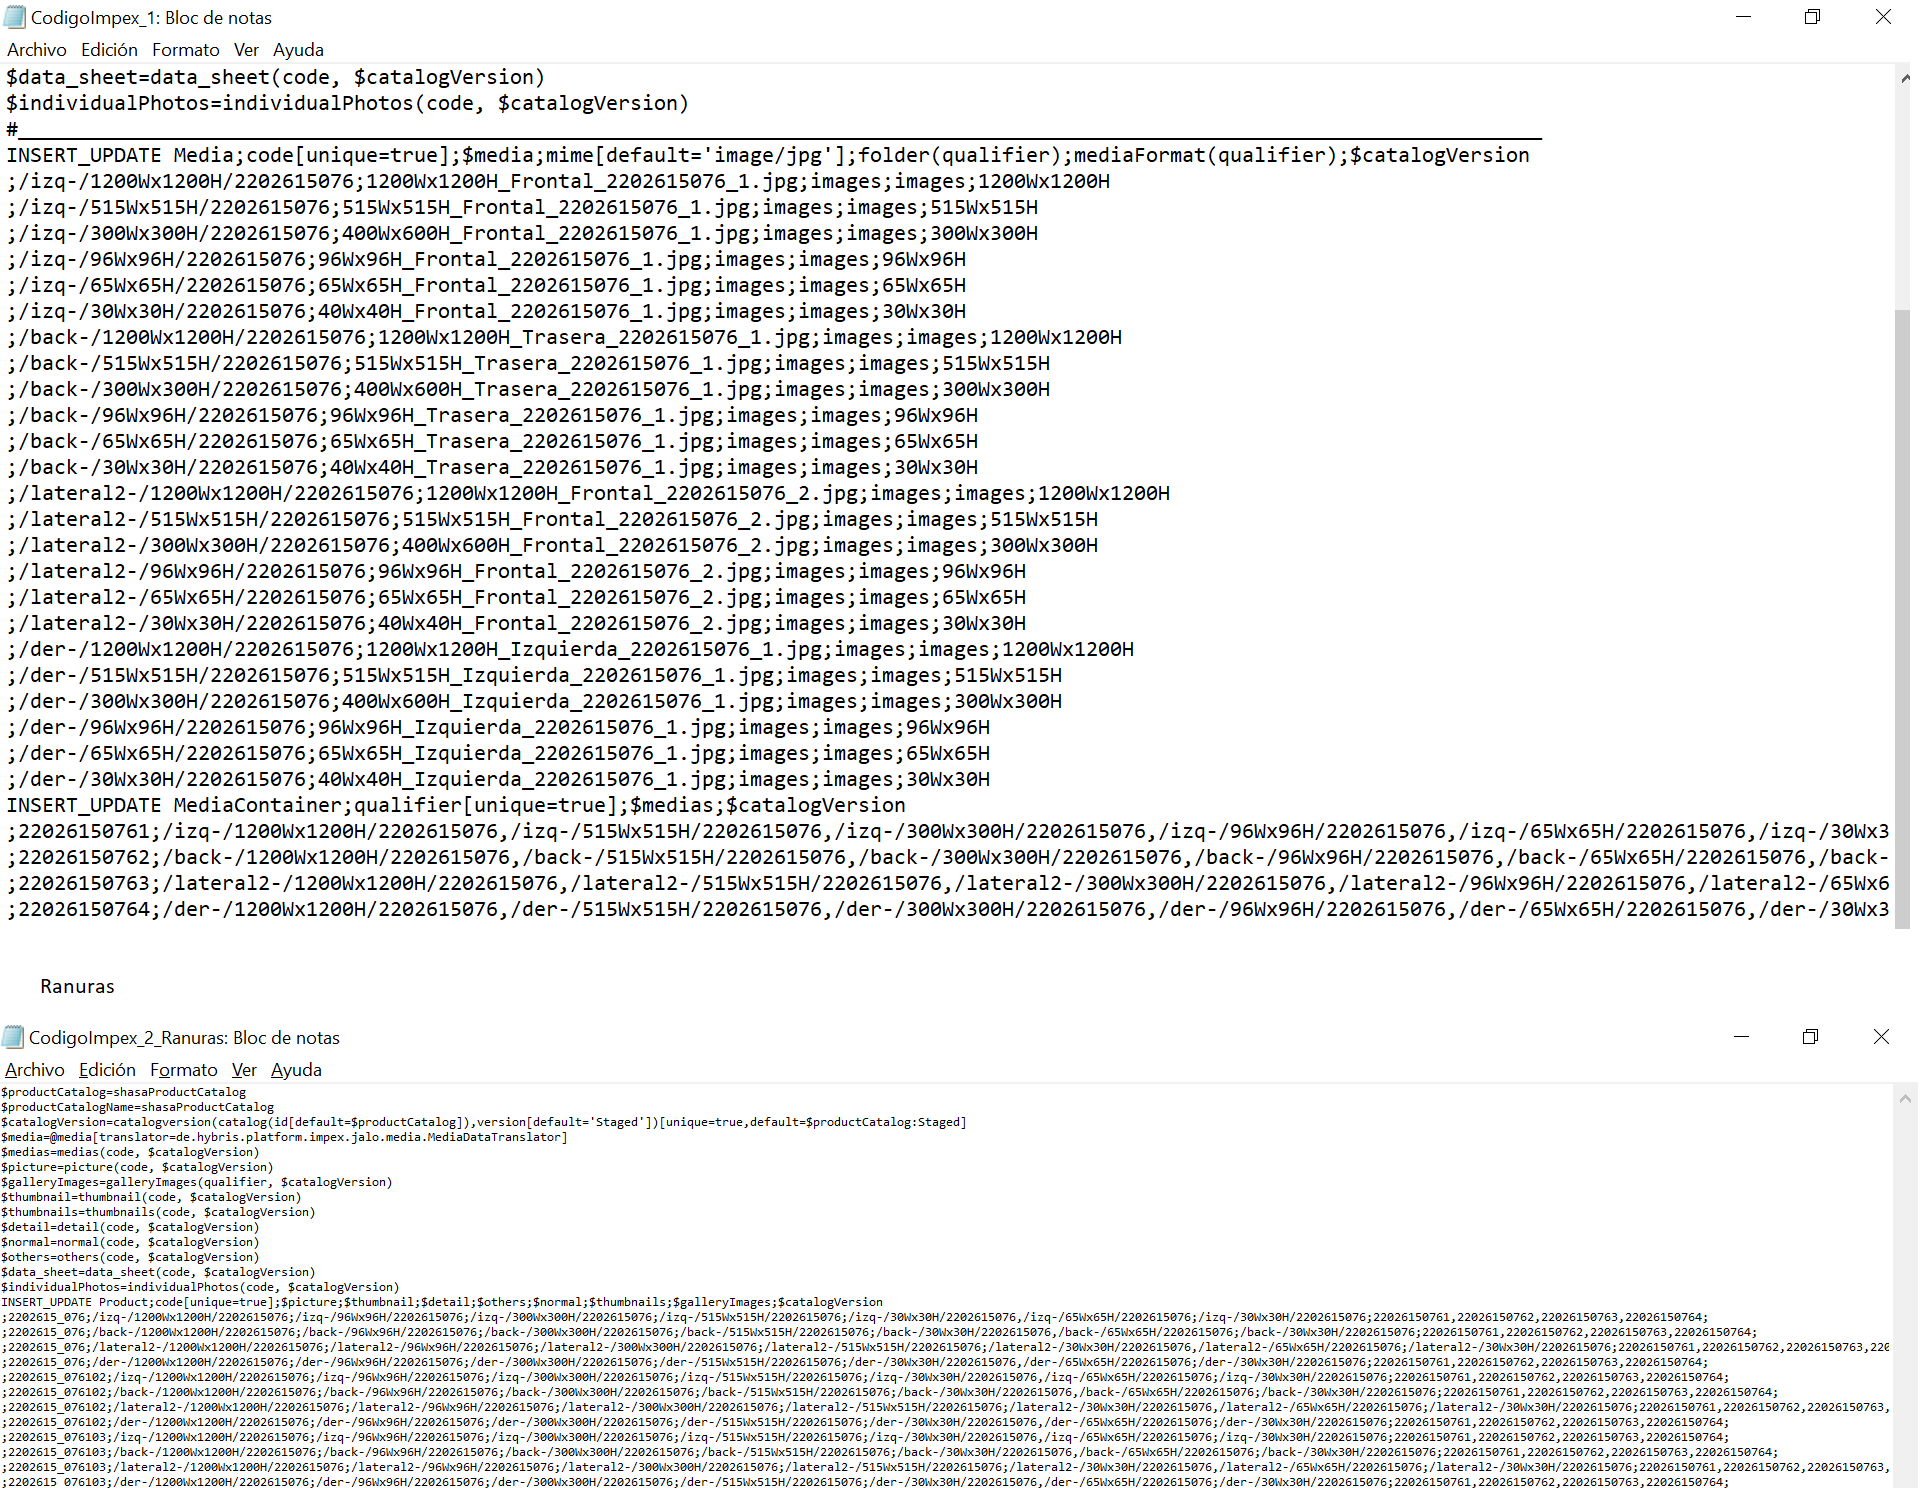 CodigoImpex_1: Bloc de notas
Archivo Edición Formato Ver Ayuda
$data_sheet=data_sheet(code, $catalogVersion)
$individualPhotos=individualPhotos(code, $catalogVersion)
#_______________________________________________________________________________________________________________________________
INSERT_UPDATE Media;code[unique=true];$media;mime[default='image/jpg'];folder(qualifier);mediaFormat(qualifier);$catalogVersion
;/izq-/1200Wx1200H/2202615076;1200Wx1200H_Frontal_2202615076_1.jpg;images;images;1200Wx1200H
;/izq-/515Wx515H/2202615076;515Wx515H_Frontal_2202615076_1.jpg;images;images;515Wx515H
;/izq-/300Wx300H/2202615076;400Wx600H_Frontal_2202615076_1.jpg;images;images;300Wx300H
;/izq-/96Wx96H/2202615076;96Wx96H_Frontal_2202615076_1.jpg;images;images;96Wx96H
;/izq-/65Wx65H/2202615076;65Wx65H_Frontal_2202615076_1.jpg;images;images;65Wx65H
;/izq-/30Wx30H/2202615076;40Wx40H_Frontal_2202615076_1.jpg;images;images;30Wx30H
;/back-/1200Wx1200H/2202615076;1200Wx1200H_Trasera_2202615076_1.jpg;images;images;1200Wx1200H
;/back-/515Wx515H/2202615076;515Wx515H_Trasera_2202615076_1.jpg;images;images;515Wx515H
;/back-/300Wx300H/2202615076;400Wx600H_Trasera_2202615076_1.jpg;images;images;300Wx300H
;/back-/96Wx96H/2202615076;96Wx96H_Trasera_2202615076_1.jpg;images;images;96Wx96H
;/back-/65Wx65H/2202615076;65Wx65H_Trasera_2202615076_1.jpg;images;images;65Wx65H
;/back-/30Wx30H/2202615076;40Wx40H_Trasera_2202615076_1.jpg;images;images;30Wx30H
;/lateral2-/1200Wx1200H/2202615076;1200Wx1200H_Frontal_2202615076_2.jpg;images;images;1200Wx1200H
;/lateral2-/515Wx515H/2202615076;515Wx515H_Frontal_2202615076_2.jpg;images;images;515Wx515H
;/lateral2-/300Wx300H/2202615076;400Wx600H_Frontal_2202615076_2.jpg;images;images;300Wx300H
;/lateral2-/96Wx96H/2202615076;96Wx96H_Frontal_2202615076_2.jpg;images;images;96Wx96H
;/lateral2-/65Wx65H/2202615076;65Wx65H_Frontal_2202615076_2.jpg;images;images;65Wx65H
;/lateral2-/30Wx30H/2202615076;40Wx40H_Frontal_2202615076_2.jpg;images;images;30Wx30H
;/der-/1200Wx1200H/2202615076;1200Wx1200H_Izquierda_2202615076_1.jpg;images;images;1200Wx1200H
;/der-/515Wx515H/2202615076;515Wx515H_Izquierda_2202615076_1.jpg;images;images;515Wx515H
;/der-/300Wx300H/2202615076;400Wx600H_Izquierda_2202615076_1.jpg;images;images;300Wx300H
;/der-/96Wx96H/2202615076;96Wx96H_Izquierda_2202615076_1.jpg;images;images;96Wx96H
;/der-/65Wx65H/2202615076;65Wx65H_Izquierda_2202615076_1.jpg;images;images;65Wx65H
;/der-/30Wx30H/2202615076;40Wx40H_Izquierda_2202615076_1.jpg;images;images;30Wx30H
INSERT_UPDATE MediaContainer;qualifier[unique=true];$medias;$catalogVersion
;22026150761;/izq-/1200Wx1200H/2202615076,/izq-/515Wx515H/2202615076,/izq-/300Wx300H/2202615076,/izq-/96Wx96H/2202615076,/izq-/65Wx65H/2202615076,/izq-/30Wx3
;22026150762;/back-/1200Wx1200H/2202615076,/back-/515Wx515H/2202615076,/back-/300Wx300H/2202615076,/back-/96Wx96H/2202615076,/back-/65Wx65H/2202615076,/back-
;22026150763;/lateral2-/1200Wx1200H/2202615076,/lateral2-/515Wx515H/2202615076,/lateral2-/300Wx300H/2202615076,/lateral2-/96Wx96H/2202615076,/lateral2-/65Wx6
;22026150764;/der-/1200Wx1200H/2202615076,/der-/515Wx515H/2202615076,/der-/300Wx300H/2202615076,/der-/96Wx96H/2202615076,/der-/65Wx65H/2202615076,/der-/30Wx3
Ranuras
CodigoImpex_2_Ranuras: Bloc de notas
Archivo Edición Formato Ver Ayuda
$productCatalog=shasaProductCatalog
$productCatalogName=shasaProductCatalog
$catalogVersion=catalogversion(catalog(id[default=$productCatalog]),version[default='Staged'])[unique=true,default=$productCatalog:Staged]
$media=@media[translator=de.hybris.platform.impex.jalo.media.MediaDataTranslator]
$medias=medias(code, $catalogVersion)
$picture=picture(code, $catalogVersion)
$galleryImages=galleryImages(qualifier, $catalogVersion)
$thumbnail=thumbnail(code, $catalogVersion)
$thumbnails=thumbnails(code, $catalogVersion)
$detail=detail(code, $catalogVersion)
$normal=normal(code, $catalogVersion)
$others=others(code, $catalogVersion)
$data_sheet=data_sheet(code, $catalogVersion)
$individualPhotos=individualPhotos(code, $catalogVersion)
INSERT_UPDATE Product;code[unique=true];$picture;$thumbnail;$detail;$others;$normal;$thumbnails;$galleryImages;$catalogVersion
;2202615_076;/izq-/1200Wx1200H/2202615076;/izq-/96Wx96H/2202615076;/izq-/300Wx300H/2202615076;/izq-/515Wx515H/2202615076;/izq-/30Wx30H/2202615076,/izq-/65Wx65H/2202615076;/izq-/30Wx30H/2202615076;22026150761,22026150762,22026150763,22026150764;
;2202615_076;/back-/1200Wx1200H/2202615076;/back-/96Wx96H/2202615076;/back-/300Wx300H/2202615076;/back-/515Wx515H/2202615076;/back-/30Wx30H/2202615076,/back-/65Wx65H/2202615076;/back-/30Wx30H/2202615076;22026150761,22026150762,22026150763,22026150764;
;2202615_076;/lateral2-/1200Wx1200H/2202615076;/lateral2-/96Wx96H/2202615076;/lateral2-/300Wx300H/2202615076;/lateral2-/515Wx515H/2202615076;/lateral2-/30Wx30H/2202615076,/lateral2-/65Wx65H/2202615076;/lateral2-/30Wx30H/2202615076;22026150761,22026150762,22026150763,220
;2202615_076;/der-/1200Wx1200H/2202615076;/der-/96Wx96H/2202615076;/der-/300Wx300H/2202615076;/der-/515Wx515H/2202615076;/der-/30Wx30H/2202615076,/der-/65Wx65H/2202615076;/der-/30Wx30H/2202615076;22026150761,22026150762,22026150763,22026150764;
;2202615_076102;/izq-/1200Wx1200H/2202615076;/izq-/96Wx96H/2202615076;/izq-/300Wx300H/2202615076;/izq-/515Wx515H/2202615076;/izq-/30Wx30H/2202615076,/izq-/65Wx65H/2202615076;/izq-/30Wx30H/2202615076;22026150761,22026150762,22026150763,22026150764;
;2202615_076102;/back-/1200Wx1200H/2202615076;/back-/96Wx96H/2202615076;/back-/300Wx300H/2202615076;/back-/515Wx515H/2202615076;/back-/30Wx30H/2202615076,/back-/65Wx65H/2202615076;/back-/30Wx30H/2202615076;22026150761,22026150762,22026150763,22026150764;
;2202615_076102;/lateral2-/1200Wx1200H/2202615076;/lateral2-/96Wx96H/2202615076;/lateral2-/300Wx300H/2202615076;/lateral2-/515Wx515H/2202615076;/lateral2-/30Wx30H/2202615076,/lateral2-/65Wx65H/2202615076;/lateral2-/30Wx30H/2202615076;22026150761,22026150762,22026150763,
;2202615_076102;/der-/1200Wx1200H/2202615076;/der-/96Wx96H/2202615076;/der-/300Wx300H/2202615076;/der-/515Wx515H/2202615076;/der-/30Wx30H/2202615076,/der-/65Wx65H/2202615076;/der-/30Wx30H/2202615076;22026150761,22026150762,22026150763,22026150764;
;2202615_076103;/izq-/1200Wx1200H/2202615076;/izq-/96Wx96H/2202615076;/izq-/300Wx300H/2202615076;/izq-/515Wx515H/2202615076;/izq-/30Wx30H/2202615076,/izq-/65Wx65H/2202615076;/izq-/30Wx30H/2202615076;22026150761,22026150762,22026150763,22026150764;
;2202615_076103;/back-/1200Wx1200H/2202615076;/back-/96Wx96H/2202615076;/back-/300Wx300H/2202615076;/back-/515Wx515H/2202615076;/back-/30Wx30H/2202615076,/back-/65Wx65H/2202615076;/back-/30Wx30H/2202615076;22026150761,22026150762,22026150763,22026150764;
;2202615_076103;/lateral2-/1200Wx1200H/2202615076;/lateral2-/96Wx96H/2202615076;/lateral2-/300Wx300H/2202615076;/lateral2-/515Wx515H/2202615076;/lateral2-/30Wx30H/2202615076,/lateral2-/65Wx65H/2202615076;/lateral2-/30Wx30H/2202615076;22026150761,22026150762,22026150763,
;2202615_076103;/der-/1200Wx1200H/2202615076;/der-/96Wx96H/2202615076;/der-/300Wx300H/2202615076;/der-/515Wx515H/2202615076;/der-/30Wx30H/2202615076,/der-/65Wx65H/2202615076;/der-/30Wx30H/2202615076;22026150761,22026150762,22026150763,22026150764;